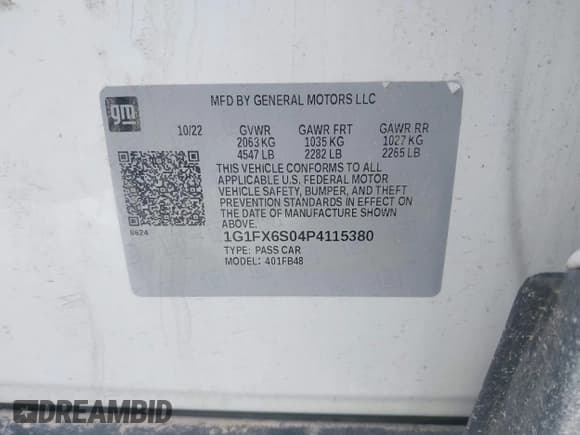 MFD BY GENERAL MOTORS LLC
gm
10/22 GVWR GAWR FRT GAWR RR
2063 KG 1035 KG 1027 KG
4547 LB 2282 LB 2265 LB
THIS VEHICLE CONFORMS TO ALL
APPLICABLE U.S. FEDERAL MOTOR
VEHICLE SAFETY, BUMPER, AND THEFT
PREVENTION STANDARDS IN EFFECT ON
THE DATE OF MANUFACTURE SHOWN
ABOVE.
6624
1G1FX6S04P4115380
TYPE: PASS CAR
MODEL: 401FB48
DREAMBID